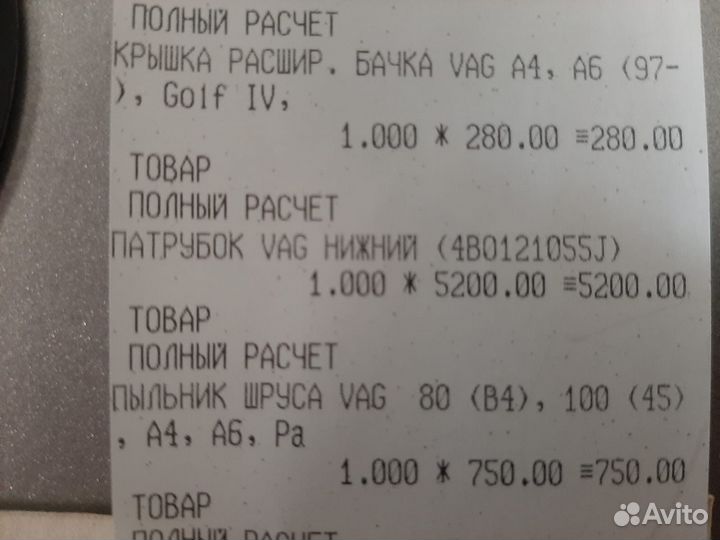 ПОЛНЫЙ РАСЧЕТ
КРЫШКА РАСШИР. БАЧКА VAG A4, A6 (97-
), Golf IV,
1.000 * 280.00 ≡280.00
ТОВАР
ПОЛНЫЙ РАСЧЕТ
ПАТРУБОК VAG НИЖНИЙ (4B0121055J)
1.000 * 5200.00 ≡5200.00
ТОВАР
ПОЛНЫЙ РАСЧЕТ
ПЫЛЬНИК ШРУСА VAG 80 (B4), 100 (45)
, A4, A6, Pa
1.000 * 750.00 ≡750.00
ТОВАР
ПОЛНЫЙ РАСЧЕТ
Avito